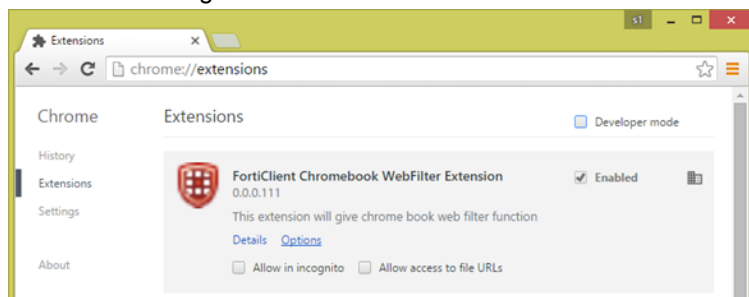 s1
Extensions
chrome://extensions
Chrome
Extensions
Developer mode
History
Extensions
Settings
About
FortiClient Chromebook WebFilter Extension
Enabled
0.0.0.111
This extension will give chrome book web filter function
Details Options
Allow in incognito Allow access to file URLs